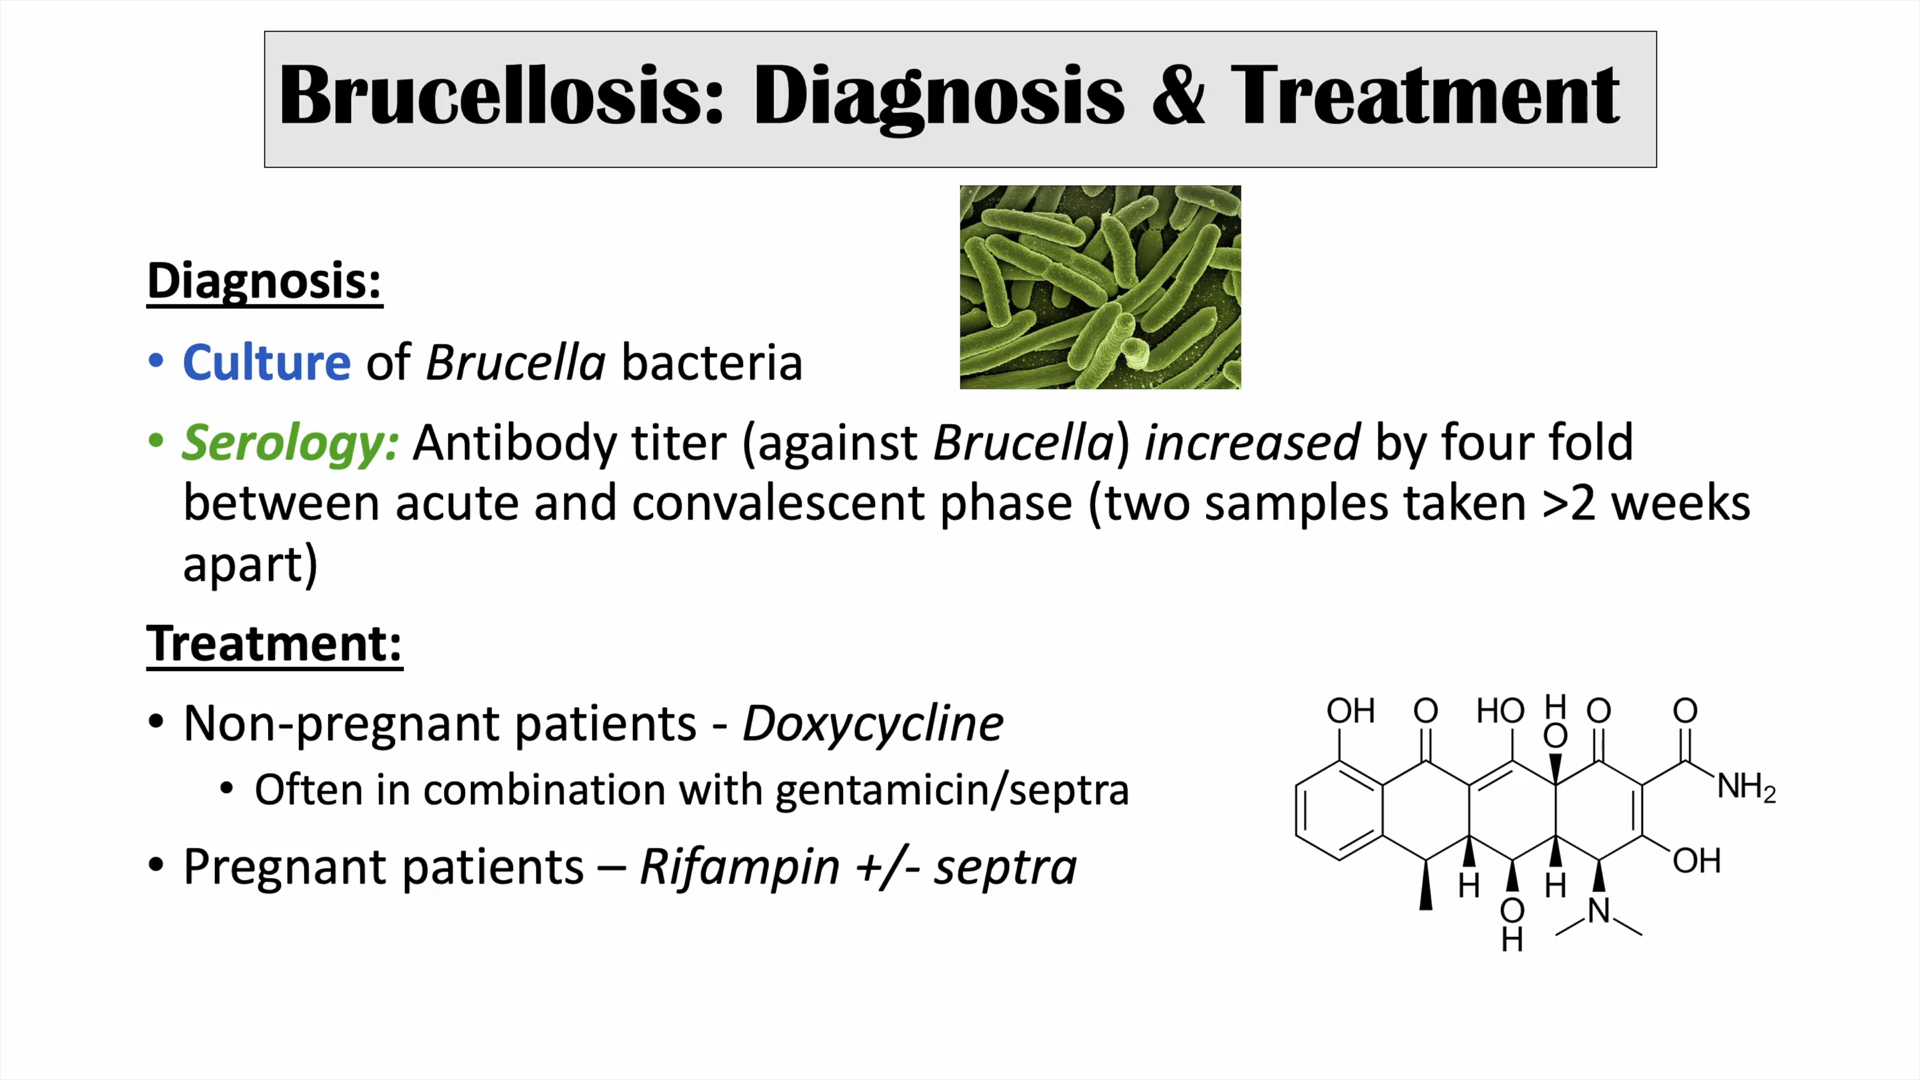 Brucellosis: Diagnosis & Treatment
Diagnosis:
• Culture of Brucella bacteria
• Serology: Antibody titer (against Brucella) increased by four fold
between acute and convalescent phase (two samples taken >2 weeks
apart)
Treatment:
• Non-pregnant patients - Doxycycline
• Often in combination with gentamicin/septra
• Pregnant patients – Rifampin +/- septra
OH O HO H O O
O
NH2
OH
H H
O N
H